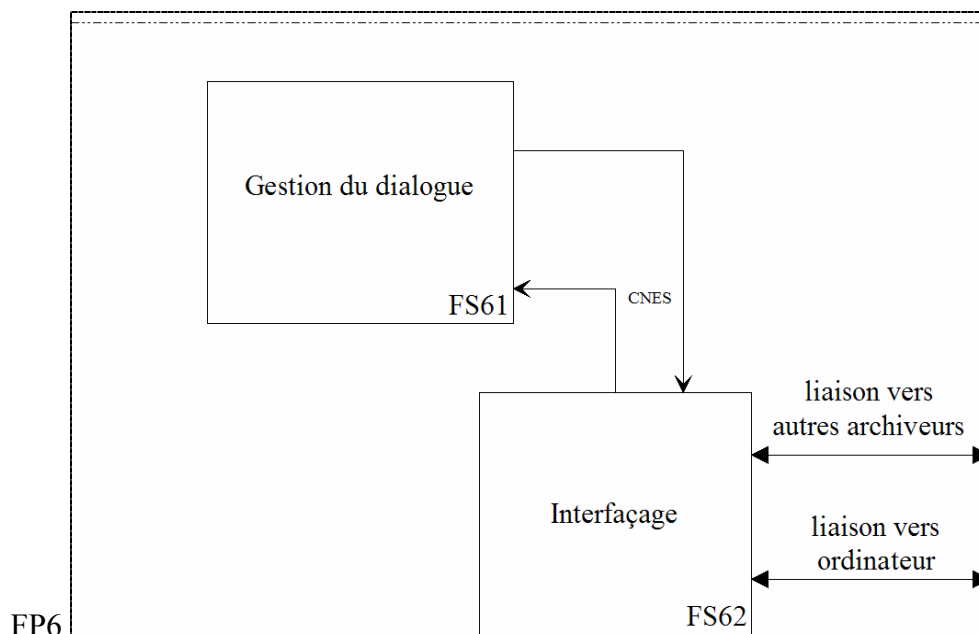 Gestion du dialogue
FS61
CNES
liaison vers
autres archiveurs
Interfaçage
liaison vers
ordinateur
FS62
FP6